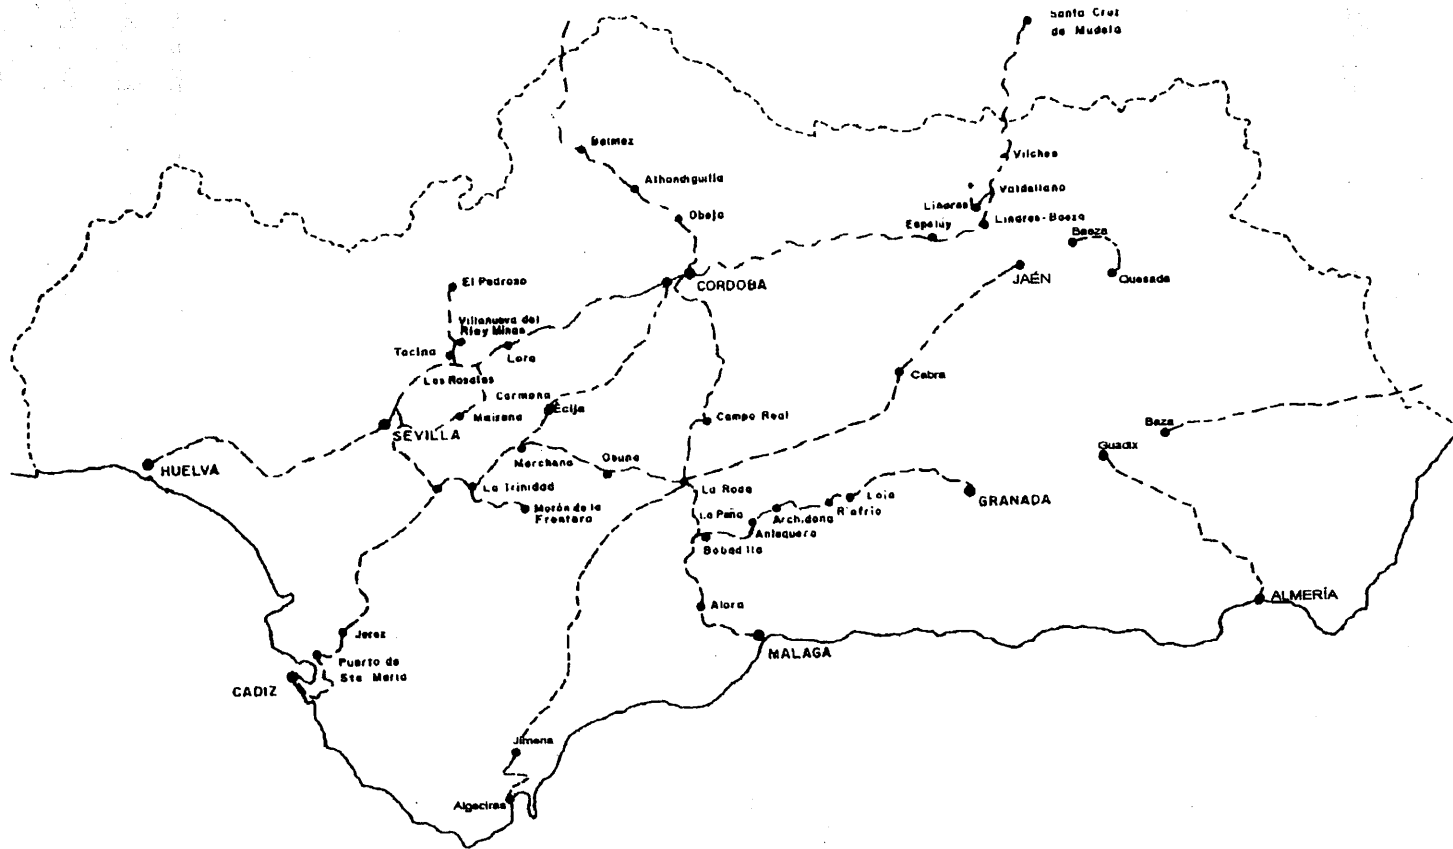 Santa Cruz
de Mudela
Belmez
Vilches
Alhondiguilla
Valdellano
Linares
Obejo
Espeluy
Linares-Baeza
Baeza
CORDOBA
JAÉN
Quesada
El Pedroso
Villanueva del
Rio y Minas
Tocina
Lora
Los Rosales
Cabra
Carmona
Écija
Mairena
Campo Real
Baza
SEVILLA
Guadix
HUELVA
Marchena
Osuna
La Trinidad
La Roda
Loja
GRANADA
Morón de la
Frontera
La Peña
Archidona
Riofrio
Antequera
Bobadilla
ALMERÍA
Alora
Jerez
MALAGA
Puerto de
Sta Maria
CADIZ
Jimena
Algeciras